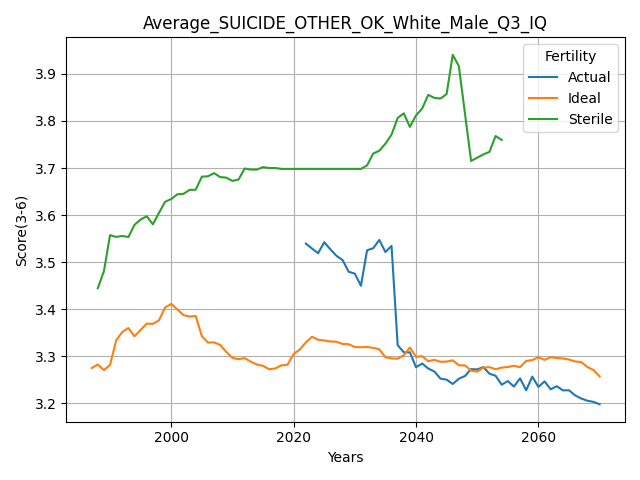 Average_SUICIDE_OTHER_OK_White_Male_Q3_IQ
Fertility
Actual
Ideal
Sterile
Score(3-6)
3.9
3.8
3.7
3.6
3.5
3.4
3.3
3.2
2000 2020 2040 2060
Years